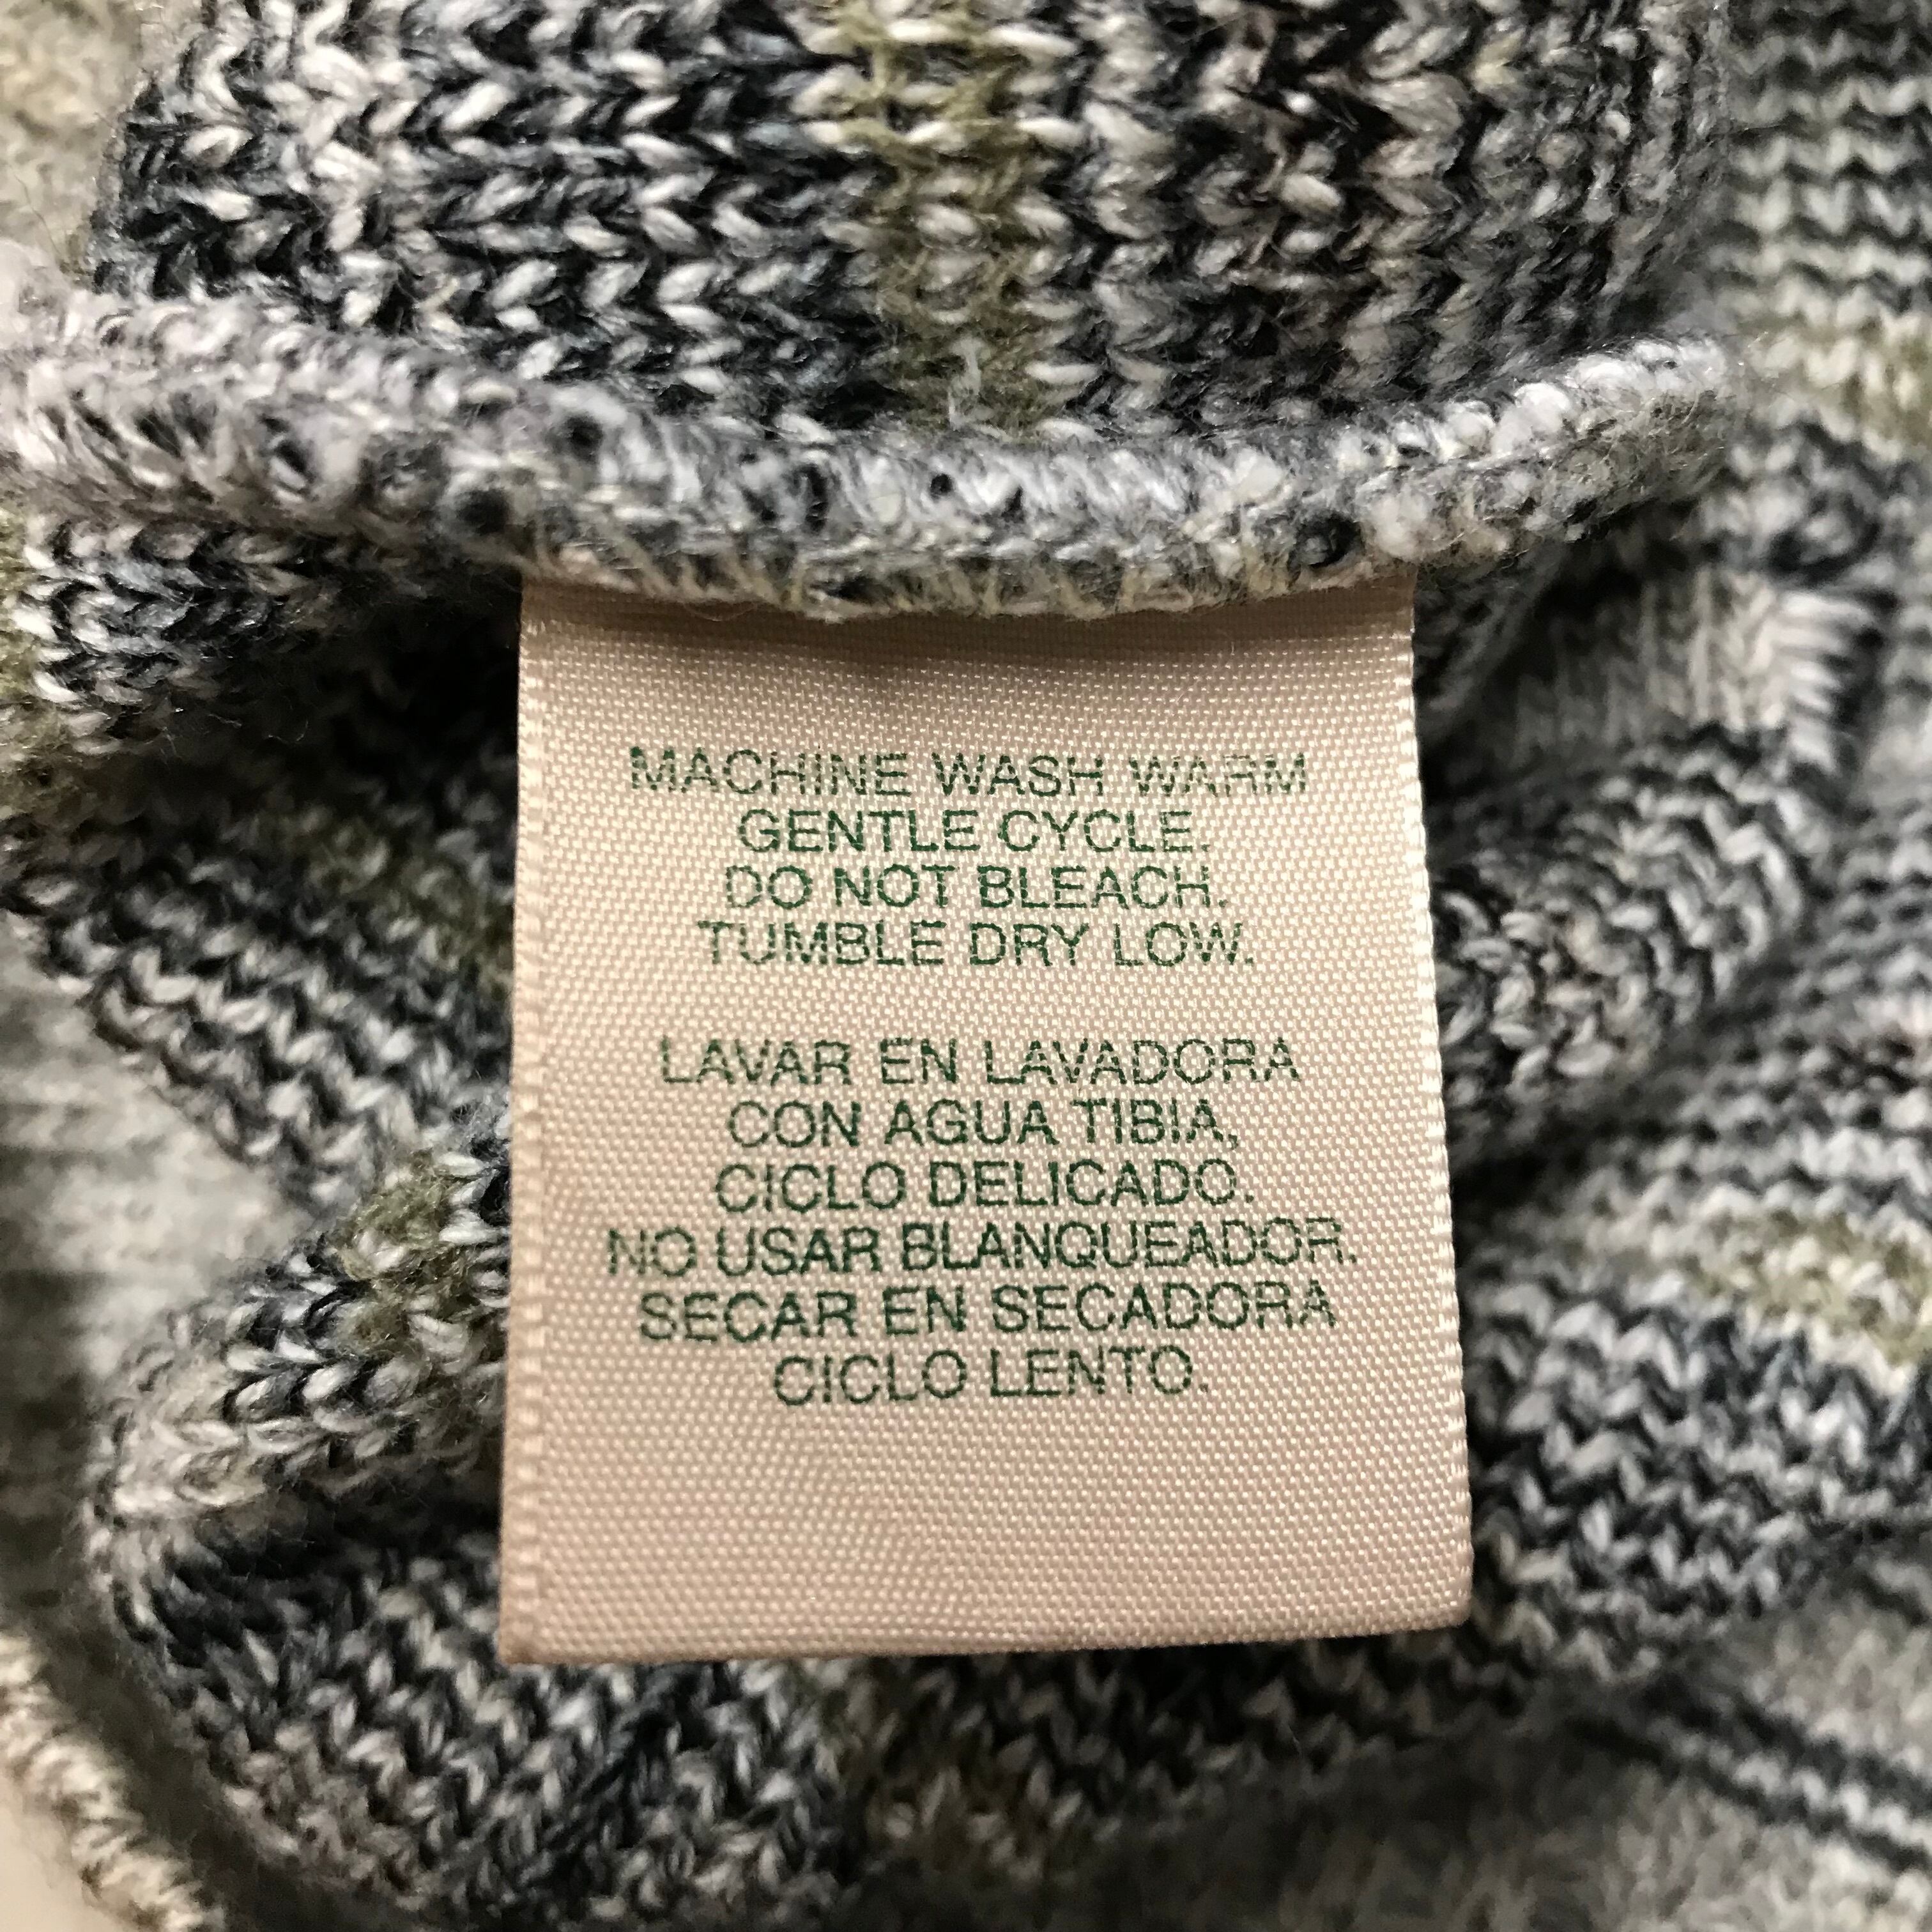 MACHINE WASH WARM
GENTLE CYCLE.
DO NOT BLEACH.
TUMBLE DRY LOW.
LAVAR EN LAVADORA
CON AGUA TIBIA,
CICLO DELICADO.
NO USAR BLANQUEADOR.
SECAR EN SECADORA
CICLO LENTO.